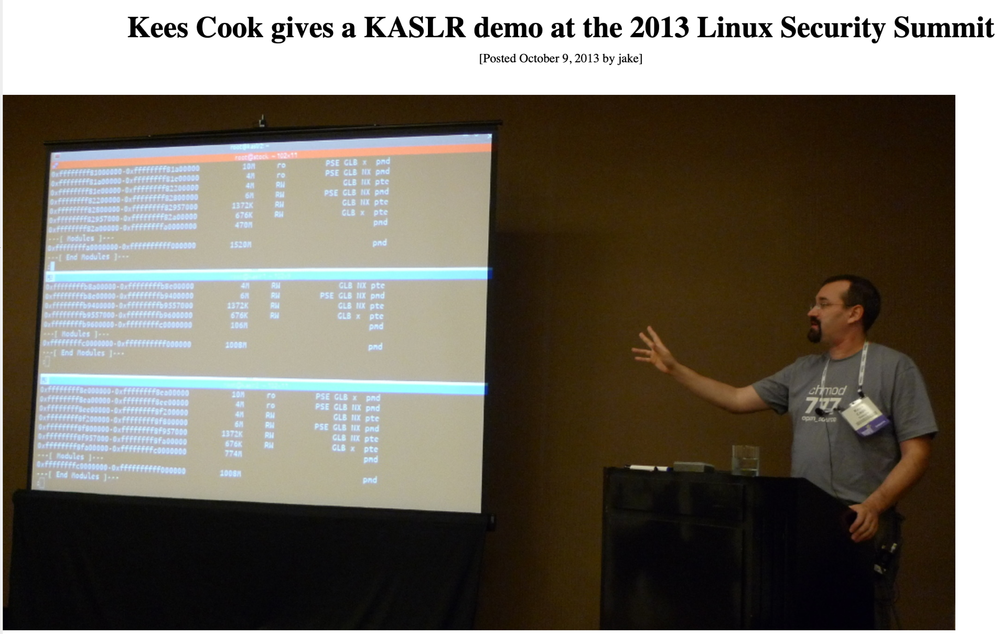 Kees Cook gives a KASLR demo at the 2013 Linux Security Summit
[Posted October 9, 2013 by jake]
root@kaslr2: ~
root@stock: ~ 102x11
0xffffffff81000000-0xffffffff81a00000 10M ro PSE GLB x pmd
0xffffffff81a00000-0xffffffff81e00000 4M ro PSE GLB NX pmd
0xffffffff81e00000-0xffffffff82200000 4M RW GLB NX pte
0xffffffff82200000-0xffffffff82800000 6M RW PSE GLB NX pmd
0xffffffff82800000-0xffffffff82957000 1372K RW GLB NX pte
0xffffffff82957000-0xffffffff82a00000 676K RW GLB x pte
0xffffffff82a00000-0xffffffffa0000000 470M pmd
---[ Modules ]---
0xffffffffa0000000-0xffffffffff000000 1520M pmd
---[ End Modules ]---
:
0xffffffffb8a00000-0xffffffffb8e00000 4M RW GLB NX pte
0xffffffffb8e00000-0xffffffffb9400000 6M RW PSE GLB NX pmd
0xffffffffb9400000-0xffffffffb9557000 1372K RW GLB NX pte
0xffffffffb9557000-0xffffffffb9600000 676K RW GLB x pte
0xffffffffb9600000-0xffffffffc0000000 106M pmd
---[ Modules ]---
0xffffffffc0000000-0xffffffffff000000 1008M pmd
---[ End Modules ]---
:
0xffffffff8e000000-0xffffffff8ea00000 10M ro PSE GLB x pmd
0xffffffff8ea00000-0xffffffff8ee00000 4M ro PSE GLB NX pmd
0xffffffff8ee00000-0xffffffff8f200000 4M RW GLB NX pte
0xffffffff8f200000-0xffffffff8f800000 6M RW PSE GLB NX pmd
0xffffffff8f800000-0xffffffff8f957000 1372K RW GLB NX pte
0xffffffff8f957000-0xffffffff8fa00000 676K RW GLB x pte
0xffffffff8fa00000-0xffffffffc0000000 774M pmd
---[ Modules ]---
0xffffffffc0000000-0xffffffffff000000 1008M pmd
---[ End Modules ]---
:
chmod
777
open_source